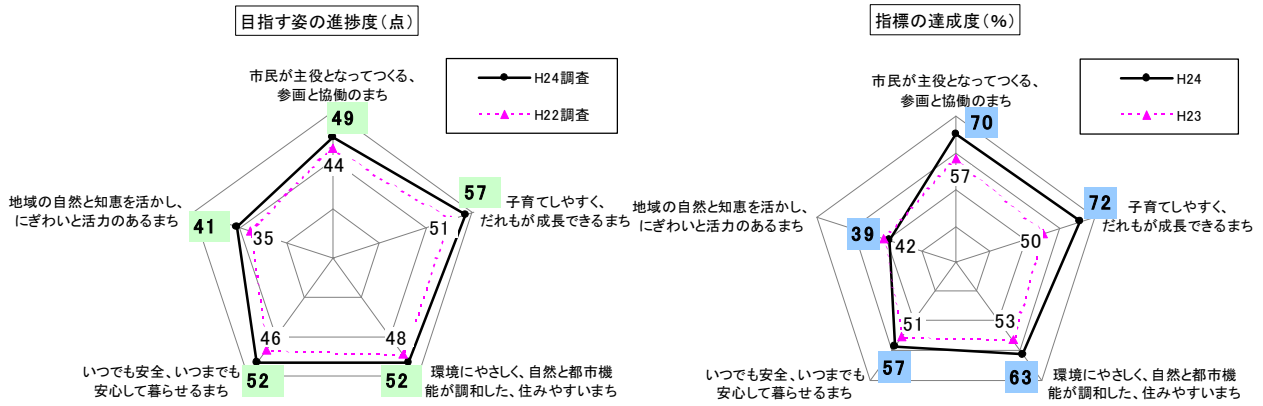 目指す姿の進捗度(点)
H24調査
H22調査
市民が主役となってつくる、
参画と協働のまち
49
44
子育てしやすく、
だれもが成長できるまち
57
51
環境にやさしく、自然と都市機
能が調和した、住みやすいまち
52
48
いつでも安全、いつまでも
安心して暮らせるまち
52
46
地域の自然と知恵を活かし、
にぎわいと活力のあるまち
41
35
指標の達成度(%)
H24
H23
市民が主役となってつくる、
参画と協働のまち
70
57
子育てしやすく、
だれもが成長できるまち
72
50
環境にやさしく、自然と都市機
能が調和した、住みやすいまち
63
53
いつでも安全、いつまでも
安心して暮らせるまち
57
51
地域の自然と知恵を活かし、
にぎわいと活力のあるまち
39
42